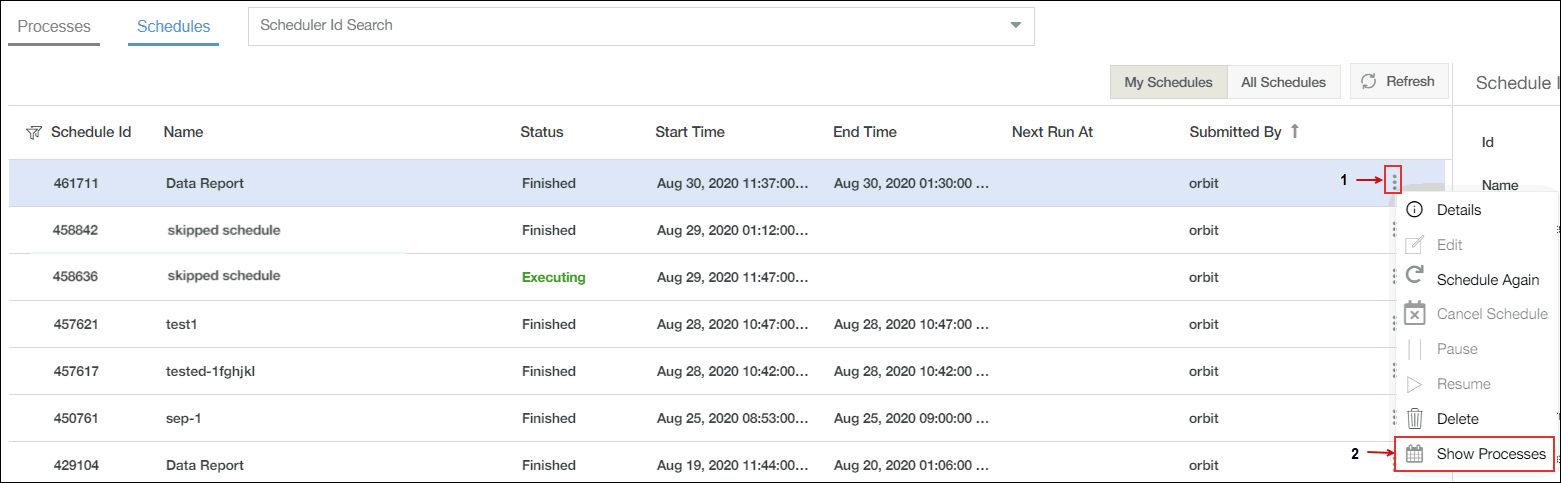 Processes Schedules Scheduler Id Search
My Schedules All Schedules Refresh Schedule I
Schedule Id Name Status Start Time End Time Next Run At Submitted By
Id
461711 Data Report Finished Aug 30, 2020 11:37:00... Aug 30, 2020 01:30:00 ... orbit 1
Name
Details
458842 skipped schedule Finished Aug 29, 2020 01:12:00... orbit
Edit
458636 skipped schedule Executing Aug 29, 2020 11:47:00... orbit
Schedule Again
Cancel Schedule
457621 test1 Finished Aug 28, 2020 10:47:00... Aug 28, 2020 10:47:00 ... orbit
Pause
457617 tested-1fghjkl Finished Aug 28, 2020 10:42:00... Aug 28, 2020 10:42:00 ... orbit
Resume
450761 sep-1 Finished Aug 25, 2020 08:53:00... Aug 25, 2020 09:00:00 ... orbit
Delete
2 Show Processes
429104 Data Report Finished Aug 19, 2020 11:44:00... Aug 20, 2020 01:06:00 ... orbit